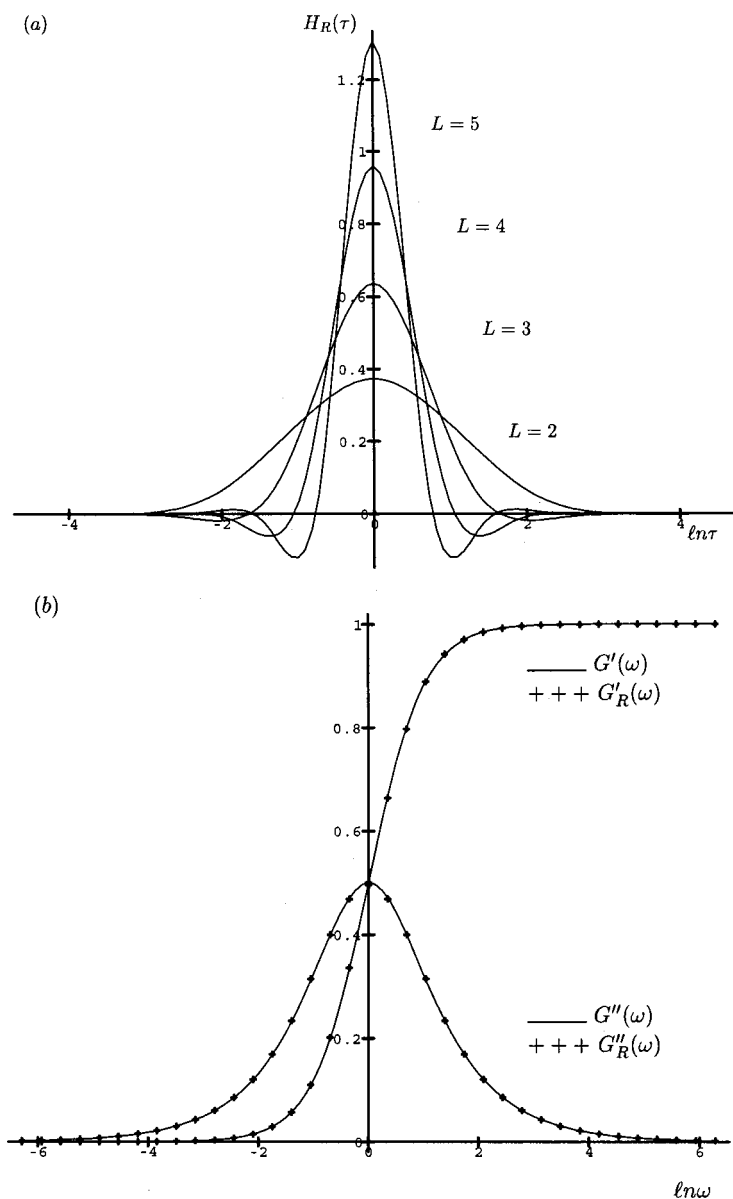 (a)
H_R(τ)
1.2
L = 5
1
L = 4
0.8
0.6
L = 3
0.4
L = 2
0.2
0
-4 -2 0 2 4
ℓnτ
(b)
1
G′(ω)
+ + + G′_R(ω)
0.8
0.6
0.4
G″(ω)
+ + + G″_R(ω)
0.2
-6 -4 -2 0 2 4 6
ℓnω